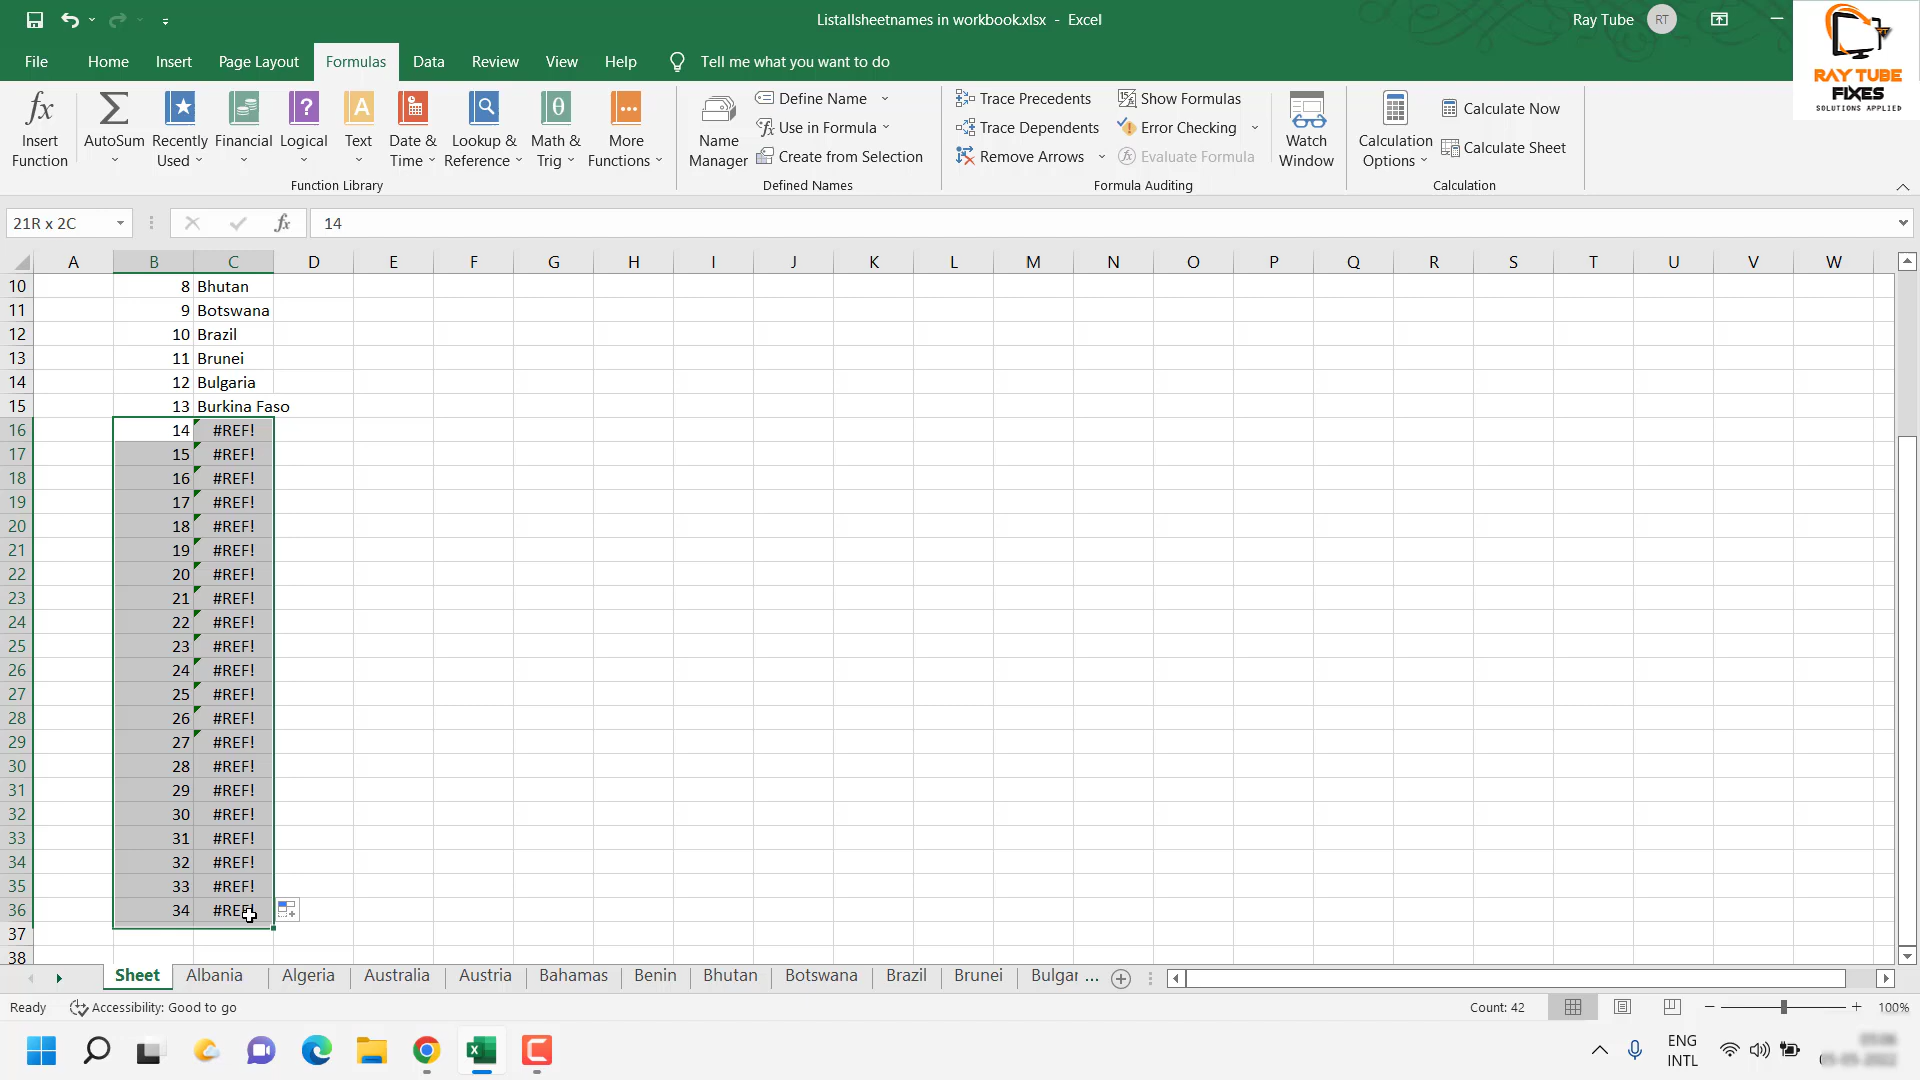 Listallsheetnames in workbook.xlsx - Excel
Ray Tube
RT
RAY TUBE
FIXES
SOLUTIONS APPLIED
File Home Insert Page Layout Formulas Data Review View Help Tell me what you want to do
Insert Function
AutoSum
Recently Used
Financial
Logical
Text
Date & Time
Lookup & Reference
Math & Trig
More Functions
Function Library
Name Manager
Define Name
Use in Formula
Create from Selection
Defined Names
Trace Precedents
Trace Dependents
Remove Arrows
Show Formulas
Error Checking
Evaluate Formula
Formula Auditing
Watch Window
Calculation Options
Calculate Now
Calculate Sheet
Calculation
21R x 2C fx 14
A B C D E F G H I J K L M N O P Q R S T U V W
10 8 Bhutan
11 9 Botswana
12 10 Brazil
13 11 Brunei
14 12 Bulgaria
15 13 Burkina Faso
16 14 #REF!
17 15 #REF!
18 16 #REF!
19 17 #REF!
20 18 #REF!
21 19 #REF!
22 20 #REF!
23 21 #REF!
24 22 #REF!
25 23 #REF!
26 24 #REF!
27 25 #REF!
28 26 #REF!
29 27 #REF!
30 28 #REF!
31 29 #REF!
32 30 #REF!
33 31 #REF!
34 32 #REF!
35 33 #REF!
36 34 #REF!
37
38
Sheet Albania Algeria Australia Austria Bahamas Benin Bhutan Botswana Brazil Brunei Bulgar ...
Ready Accessibility: Good to go Count: 42 100%
ENG
INTL